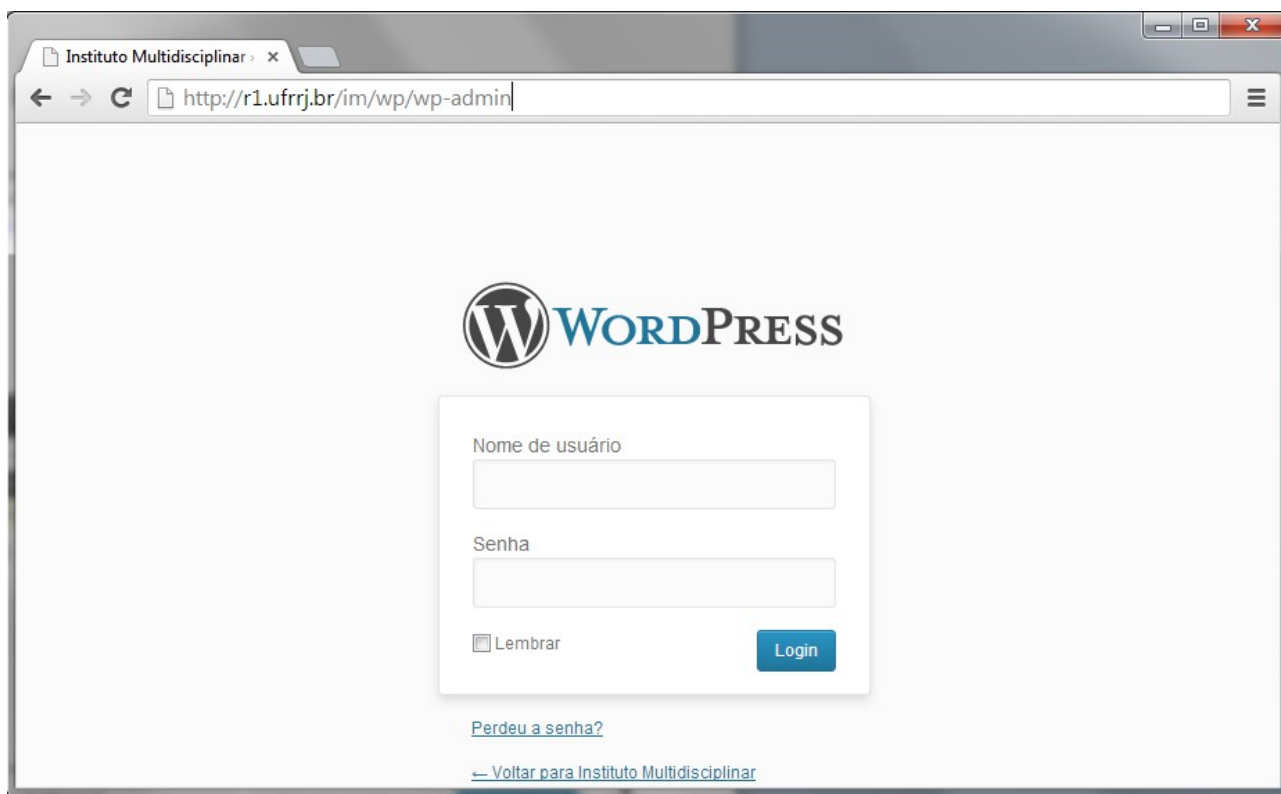 Instituto Multidisciplinar ›
http://r1.ufrrj.br/im/wp/wp-admin
WORDPRESS
Nome de usuário
Senha
Lembrar
Login
Perdeu a senha?
← Voltar para Instituto Multidisciplinar